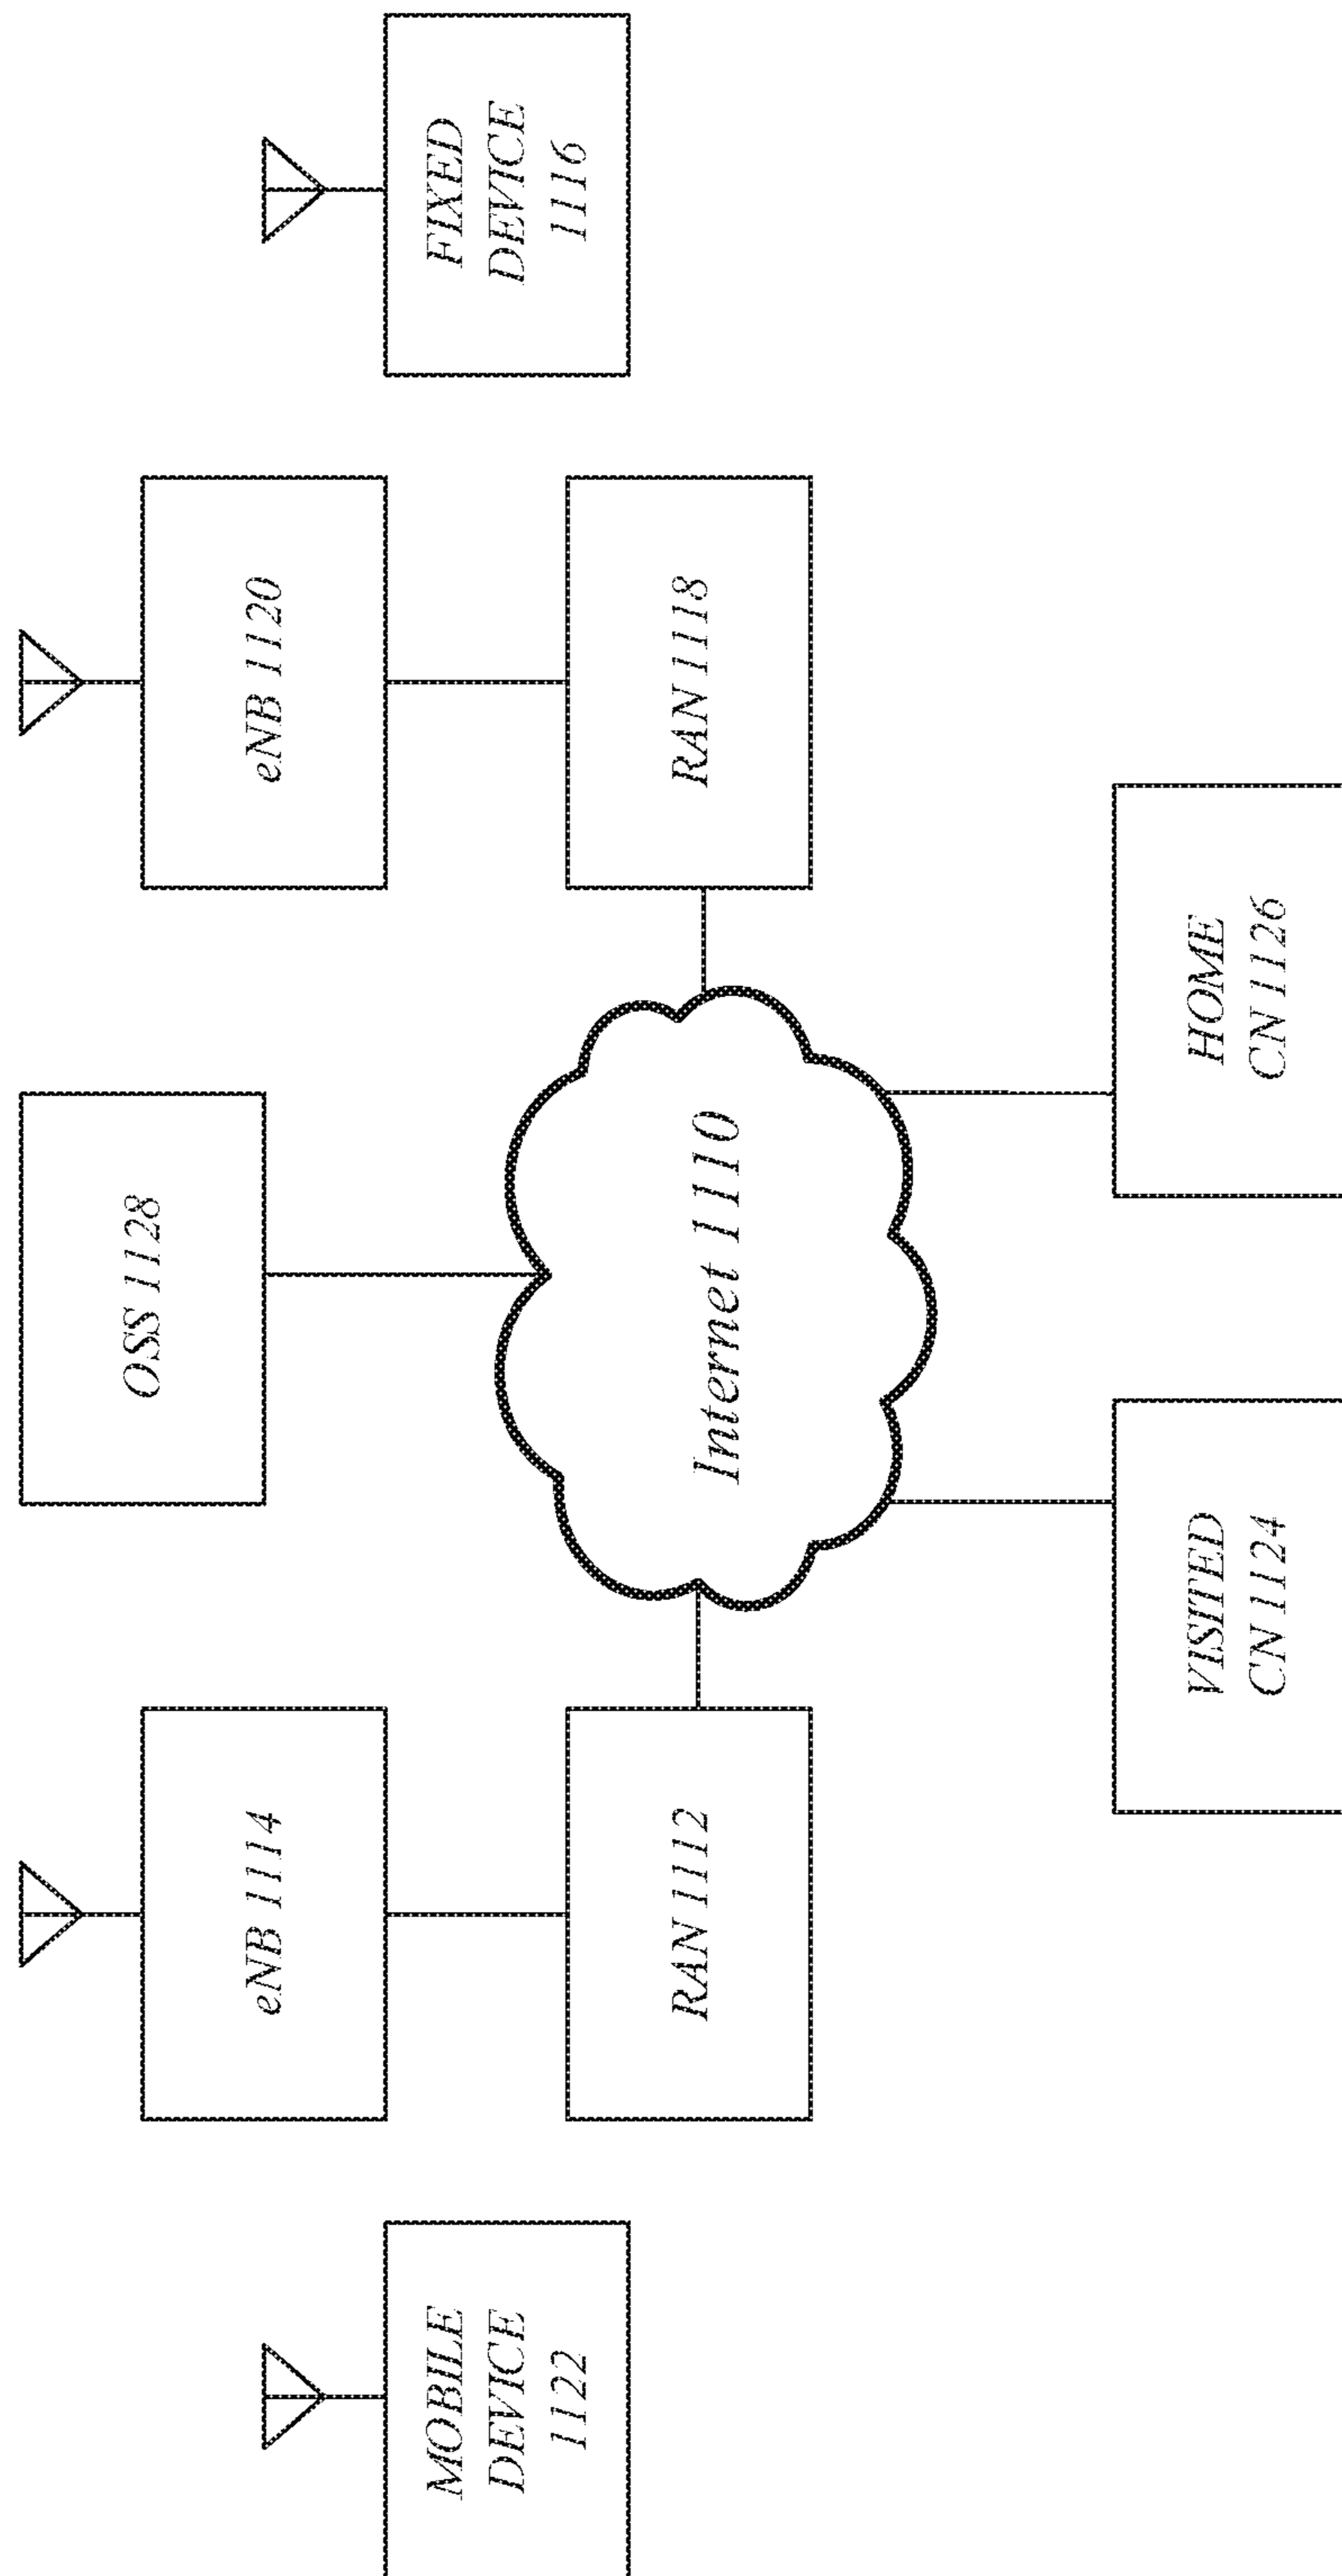 OSS 1128
eNB 1114
eNB 1120
MOBILE
DEVICE
1122
FIXED
DEVICE
1116
RAN 1112
Internet 1110
RAN 1118
VISITED
CN 1124
HOME
CN 1126